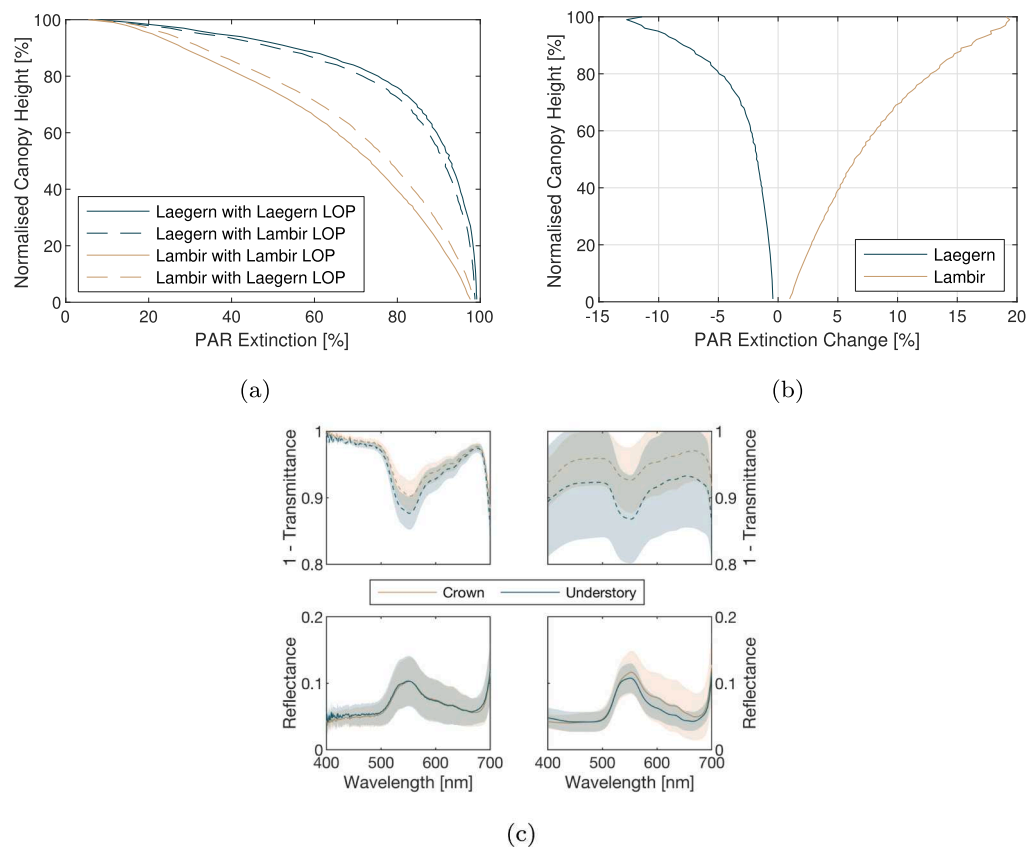 100
80
60
40
20
0
Normalised Canopy Height [%]
0 20 40 60 80 100
PAR Extinction [%]
Laegern with Laegern LOP
Laegern with Lambir LOP
Lambir with Lambir LOP
Lambir with Laegern LOP
(a)
100
80
60
40
20
0
Normalised Canopy Height [%]
-15 -10 -5 0 5 10 15 20
PAR Extinction Change [%]
Laegern
Lambir
(b)
1
0.9
0.8
1 - Transmittance
1
0.9
0.8
1 - Transmittance
Crown Understory
0.2
0.1
0
Reflectance
400 500 600 700
Wavelength [nm]
0.2
0.1
0
Reflectance
400 500 600 700
Wavelength [nm]
(c)